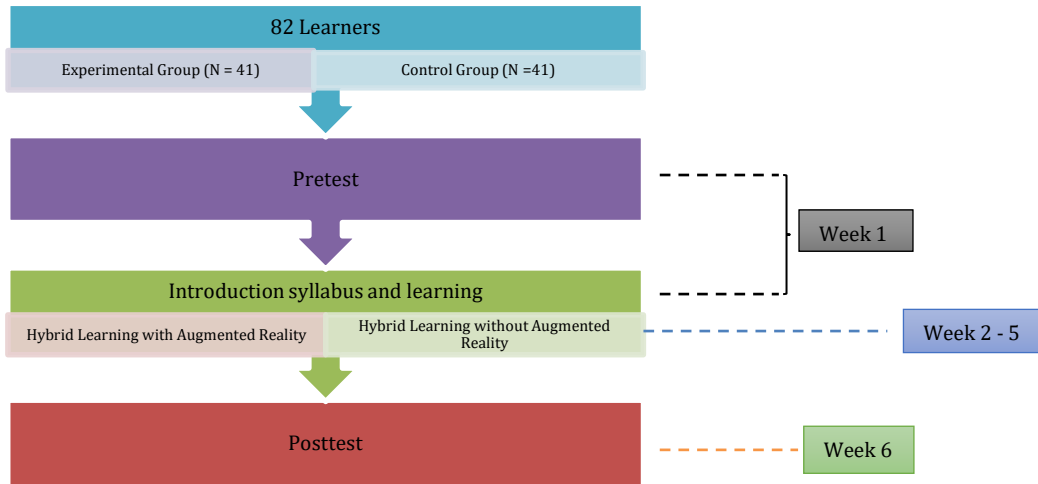 82 Learners
Experimental Group (N = 41)
Control Group (N =41)
Pretest
Week 1
Introduction syllabus and learning
Hybrid Learning with Augmented Reality
Hybrid Learning without Augmented
Reality
Week 2 - 5
Posttest
Week 6